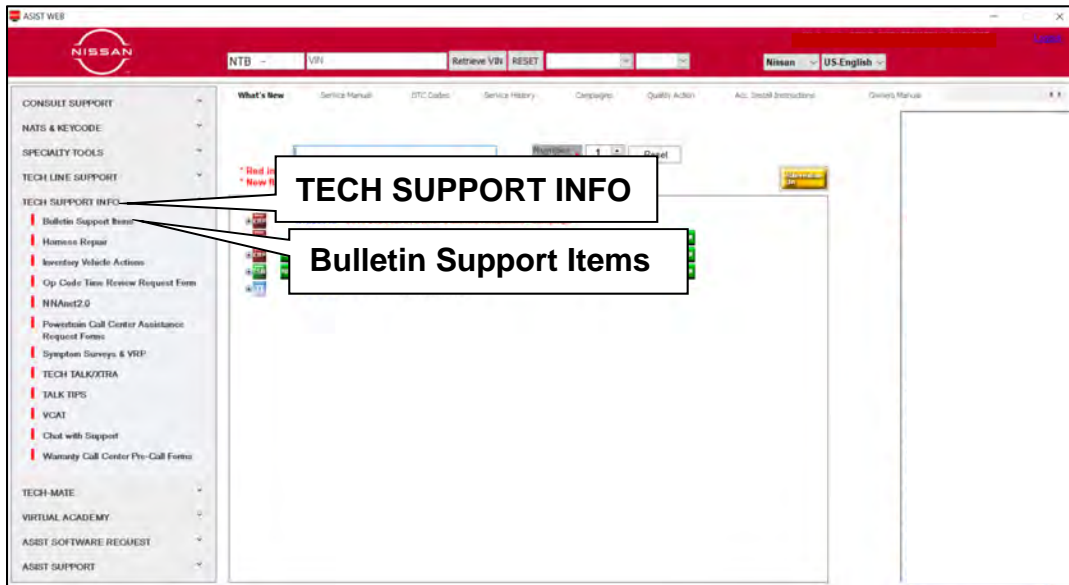 ASIST WEB
NISSAN
NTB -
VIN
Retrieve VIN
RESET
Nissan
US-English
CONSULT SUPPORT
NATS & KEYCODE
SPECIALTY TOOLS
TECH LINE SUPPORT
TECH SUPPORT INFO
Bulletin Support Items
Harness Repair
Inventory Vehicle Actions
Op Code Time Review Request Form
NNAnet2.0
Powertrain Call Center Assistance
Request Forms
Symptom Surveys & VRP
TECH TALK/XTRA
TALK TIPS
VCAT
Chat with Support
Warranty Call Center Pre-Call Forms
TECH-MATE
VIRTUAL ACADEMY
ASIST SOFTWARE REQUEST
ASIST SUPPORT
What's New
Service Manual
DTC Codes
Service History
Campaigns
Quality Action
Acc. Install Instructions
Owners Manual
1
Reset
* Red in
* New
TECH SUPPORT INFO
Bulletin Support Items